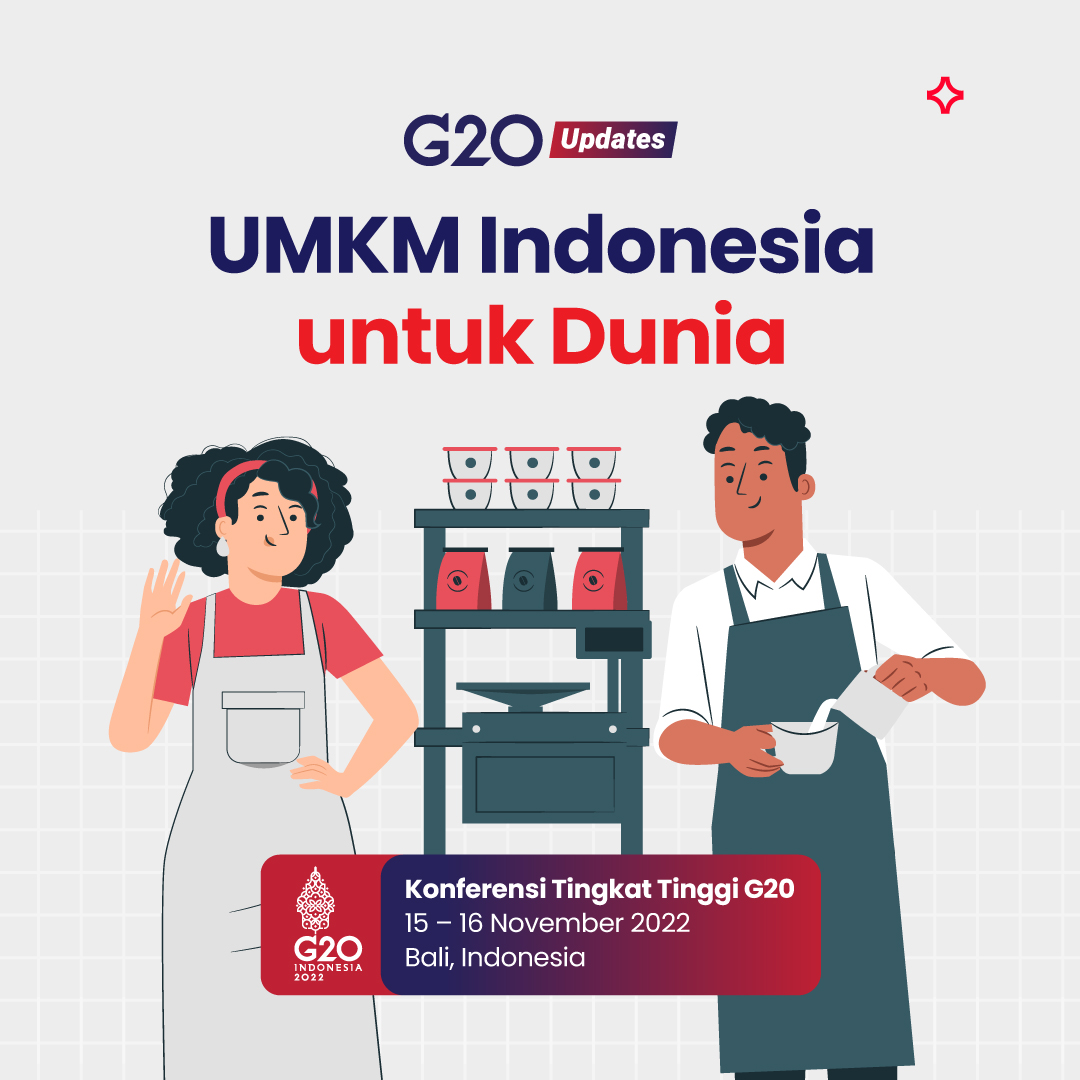 G20 Updates
UMKM Indonesia
untuk Dunia
G20
INDONESIA
2022
Konferensi Tingkat Tinggi G20
15 – 16 November 2022
Bali, Indonesia